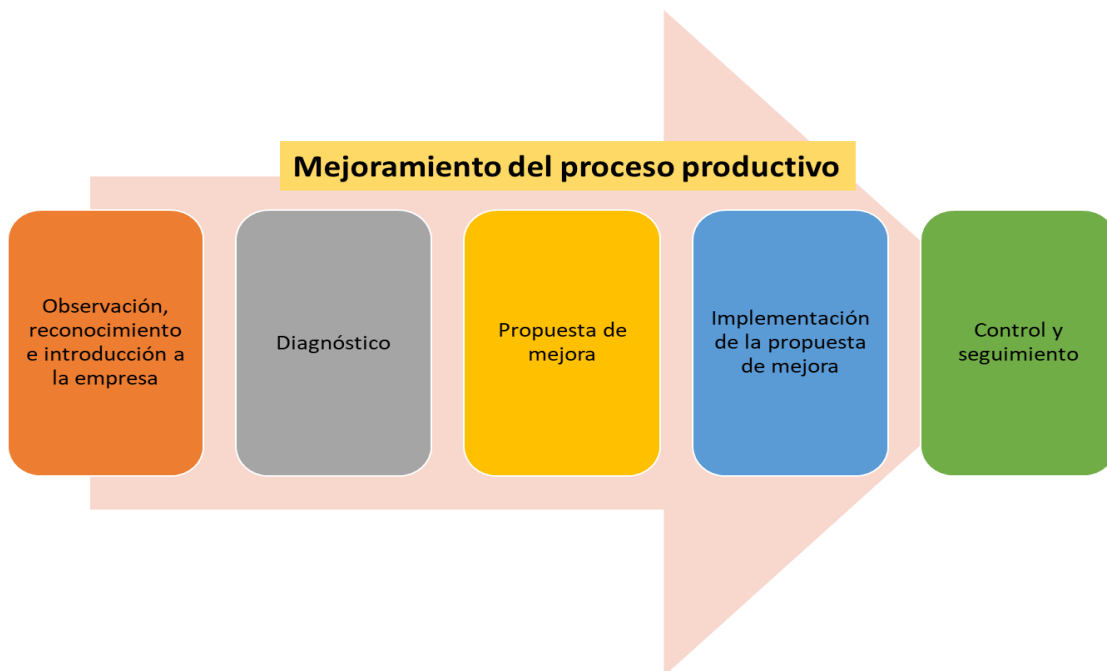 Mejoramiento del proceso productivo
Observación,
reconocimiento
e introducción a
la empresa
Diagnóstico
Propuesta de
mejora
Implementación
de la propuesta
de mejora
Control y
seguimiento